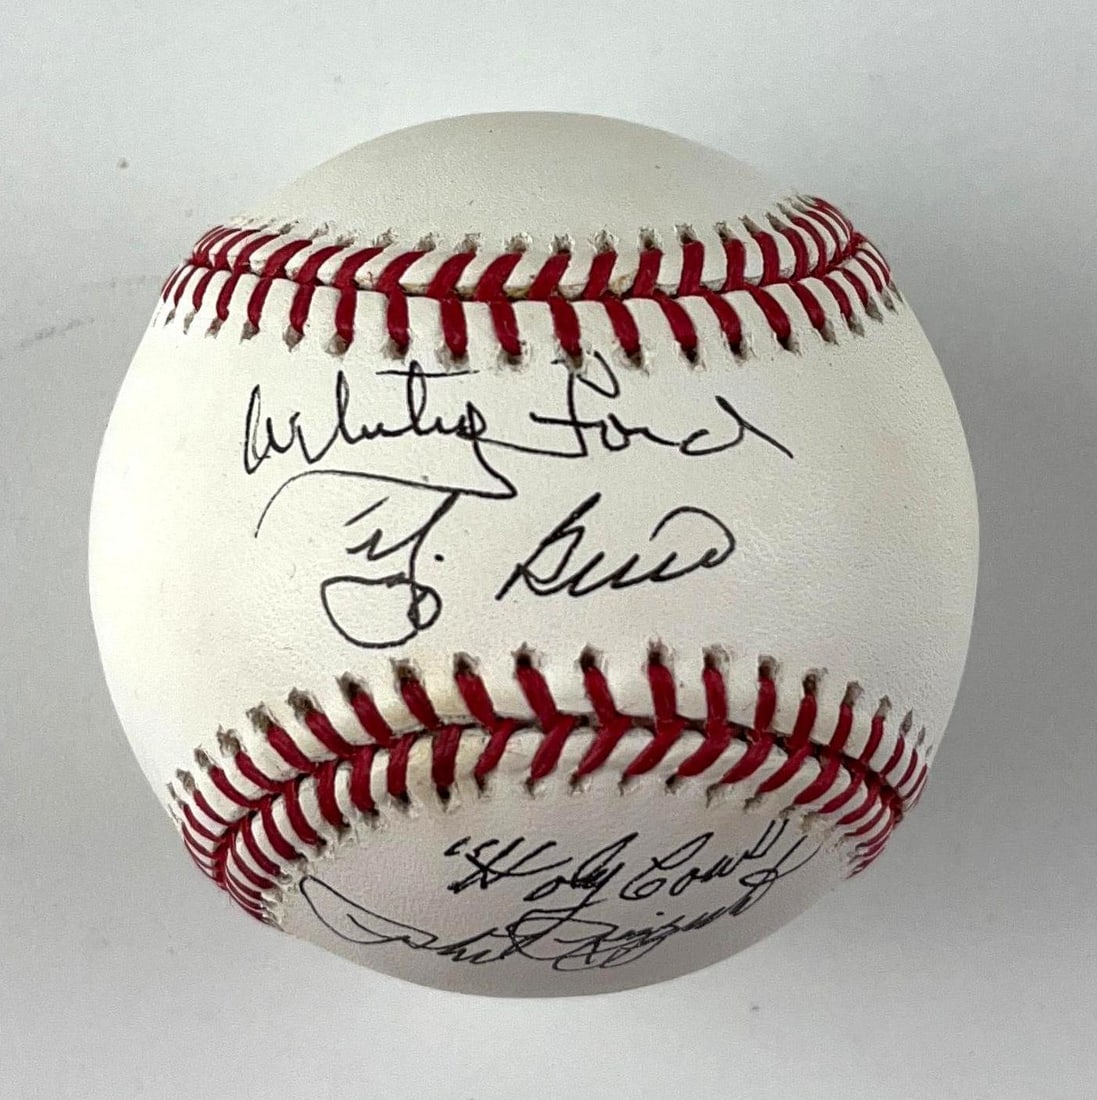 Whitey Ford
Yogi Berra
"Holy Cow"
Phil Rizzuto